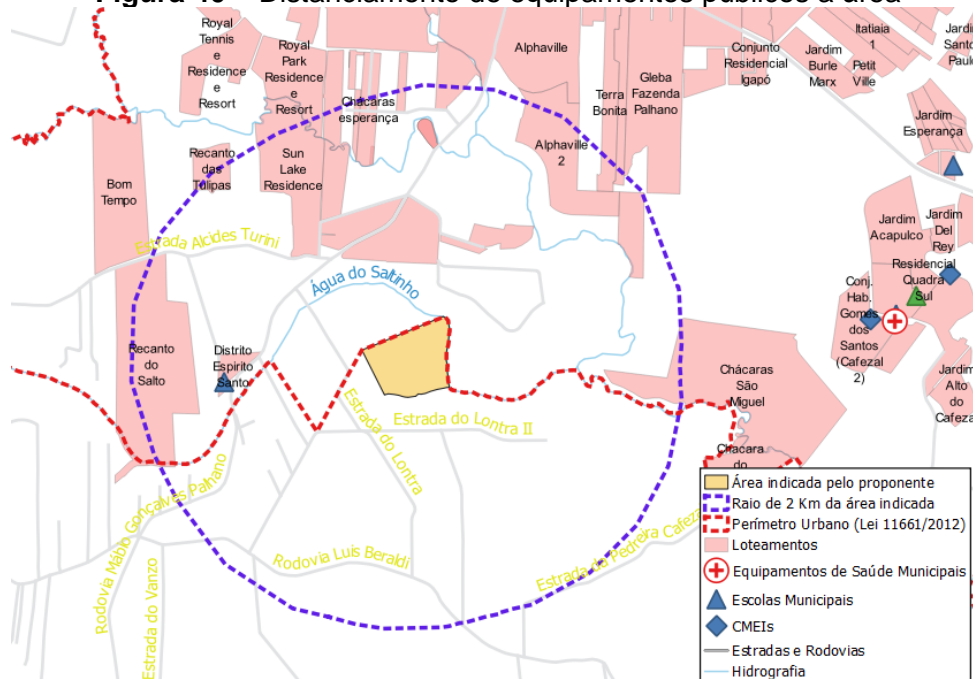 Distanciamento de equipamentos públicos à área
Royal
Tennis
e
Residence
e
Resort
Royal
Park
Residence
e
Resort
Chácaras
esperança
Alphaville
Terra
Bonita
Gleba
Fazenda
Palhano
Conjunto
Residencial
Igapó
Jardim
Burle
Marx
Itatiaia
1
Petit
Ville
Jardim
Esperança
Bom
Tempo
Recanto
das
Tulipas
Sun
Lake
Residence
Alphaville
2
Estrada Alcides Turini
Água do Saltinho
Jardim
Acapulco
Jardim
Del
Rey
Residencial
Quadra
Sul
Conj.
Hab.
Gomes
dos
Santos
(Cafezal
2)
Jardim
Alto
do
Recanto
do
Salto
Distrito
Espirito
Santo
Chácaras
São
Miguel
Chacara
do
Estrada do Lontra
Estrada do Lontra II
Rodovia Mábio Gonçalves Palhano
Estrada do Vanzo
Rodovia Luis Beraldi
Estrada da Pedreira Cafez
Área indicada pelo proponente
Raio de 2 Km da área indicada
Perímetro Urbano (Lei 11661/2012)
Loteamentos
Equipamentos de Saúde Municipais
Escolas Municipais
CMEIs
Estradas e Rodovias
Hidrografia